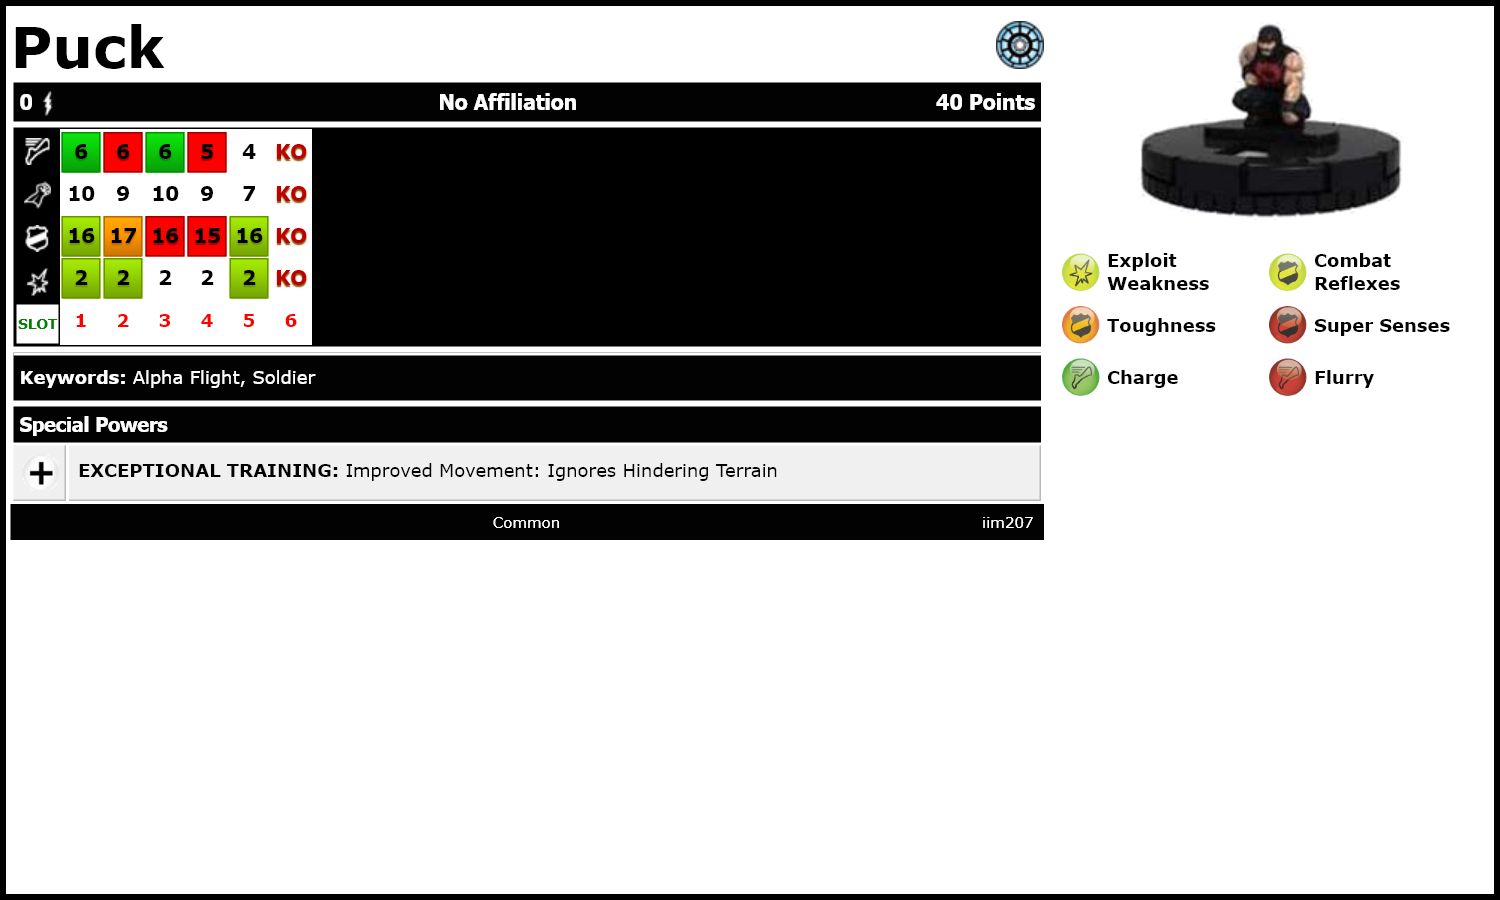 Puck
0 No Affiliation 40 Points
6 6 6 5 4 KO
10 9 10 9 7 KO
16 17 16 15 16 KO
2 2 2 2 2 KO
SLOT 1 2 3 4 5 6
Keywords: Alpha Flight, Soldier
Special Powers
EXCEPTIONAL TRAINING: Improved Movement: Ignores Hindering Terrain
Common iim207
Exploit
Weakness
Combat
Reflexes
Toughness
Super Senses
Charge
Flurry